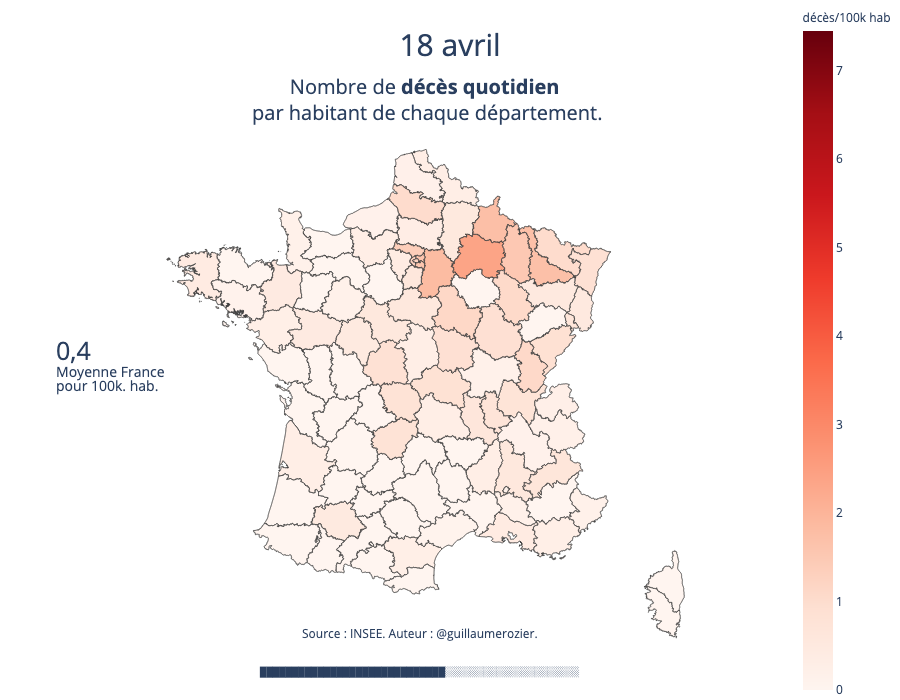 décès/100k hab
18 avril
Nombre de décès quotidien
par habitant de chaque département.
7
6
5
4
3
2
1
0
0,4
Moyenne France
pour 100k. hab.
Source : INSEE. Auteur : @guillaumerozier.